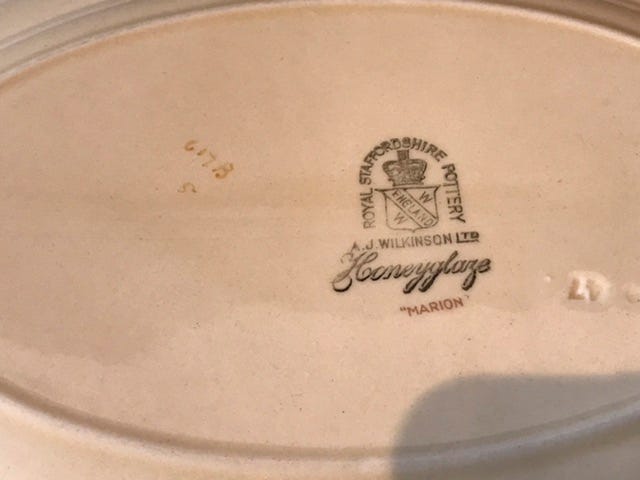 ROYAL STAFFORDSHIRE POTTERY
W
ENGLAND
W
A.J. WILKINSON LTD
Honeyglaze
"MARION"
S